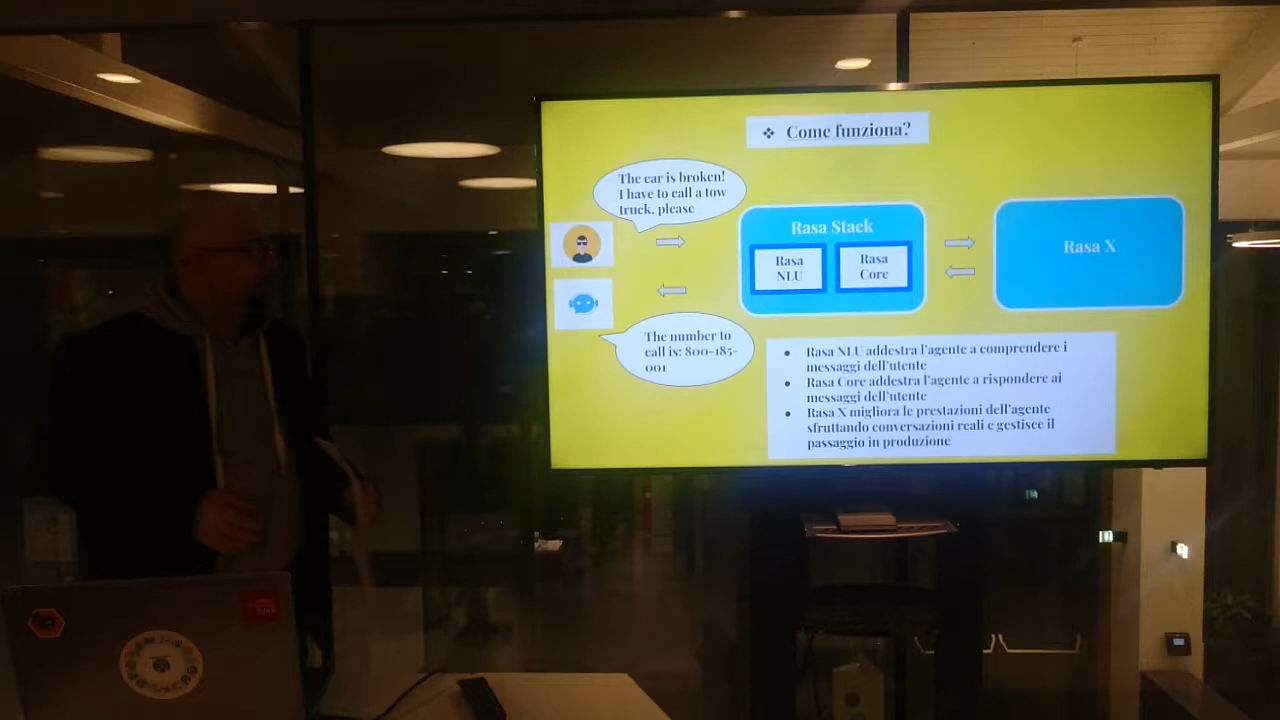 ❖ Come funziona?
The car is broken!
I have to call a tow
truck, please
Rasa Stack
Rasa
NLU
Rasa
Core
Rasa X
The number to
call is: 800-185-
001
● Rasa NLU addestra l'agente a comprendere i
messaggi dell'utente
● Rasa Core addestra l'agente a rispondere ai
messaggi dell'utente
● Rasa X migliora le prestazioni dell'agente
sfruttando conversazioni reali e gestisce il
passaggio in produzione